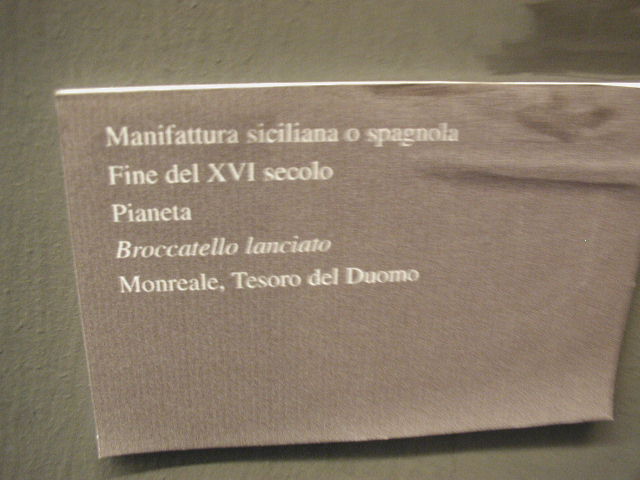 Manifattura siciliana o spagnola
Fine del XVI secolo
Pianeta
Broccatello lanciato
Monreale, Tesoro del Duomo